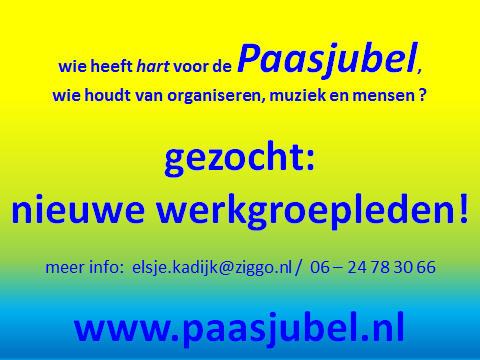 wie heeft hart voor de Paasjubel,
wie houdt van organiseren, muziek en mensen ?
gezocht:
nieuwe werkgroepleden!
meer info: elsje.kadijk@ziggo.nl / 06 – 24 78 30 66
www.paasjubel.nl